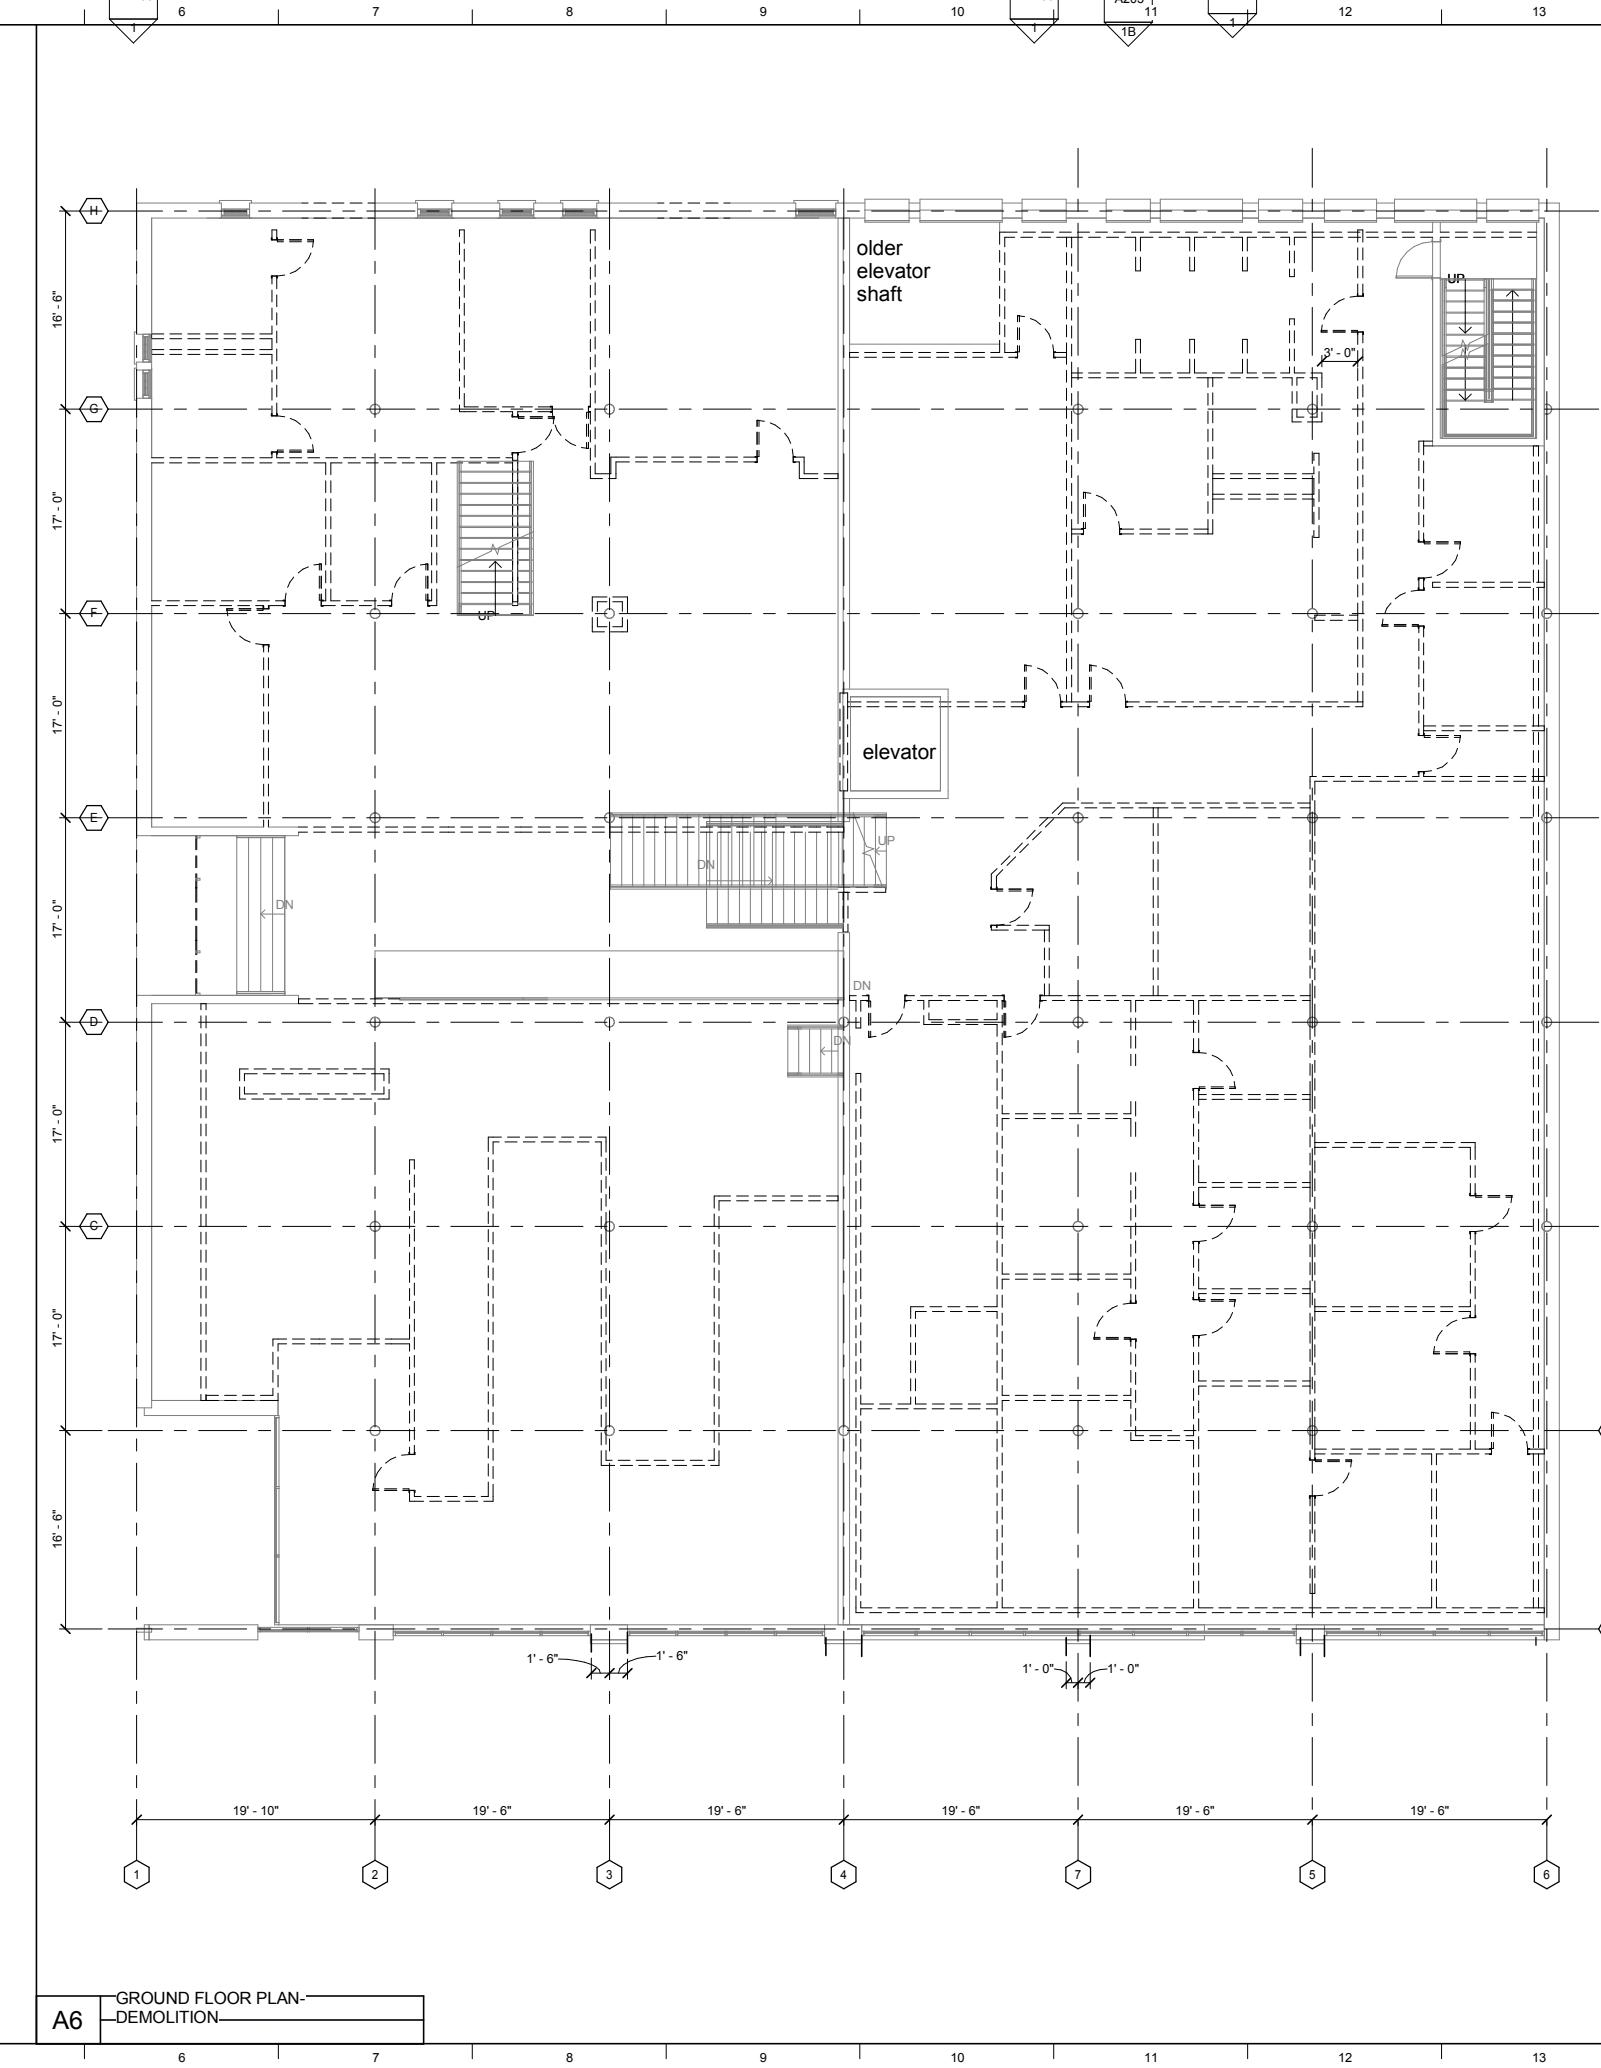 6 7 8 9 10 11 12 13
1 1 1B 1
H
older
elevator
shaft
UP
16' - 6"
3' - 0"
G
17' - 0"
F
UP
17' - 0"
elevator
E
UP
DN
DN
17' - 0"
DN
D
DN
17' - 0"
C
17' - 0"
16' - 6"
1' - 6" 1' - 6"
1' - 0" 1' - 0"
19' - 10" 19' - 6" 19' - 6" 19' - 6" 19' - 6" 19' - 6"
1 2 3 4 7 5 6
GROUND FLOOR PLAN-
A6 DEMOLITION
6 7 8 9 10 11 12 13